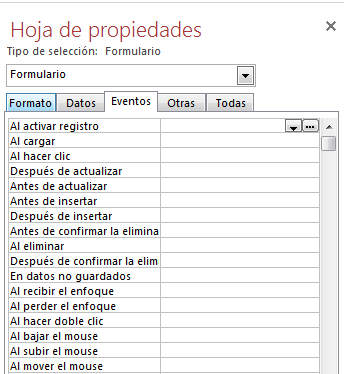 Hoja de propiedades
Tipo de selección: Formulario
Formulario
Formato Datos Eventos Otras Todas
Al activar registro
Al cargar
Al hacer clic
Después de actualizar
Antes de actualizar
Antes de insertar
Después de insertar
Antes de confirmar la elimina
Al eliminar
Después de confirmar la elim
En datos no guardados
Al recibir el enfoque
Al perder el enfoque
Al hacer doble clic
Al bajar el mouse
Al subir el mouse
Al mover el mouse